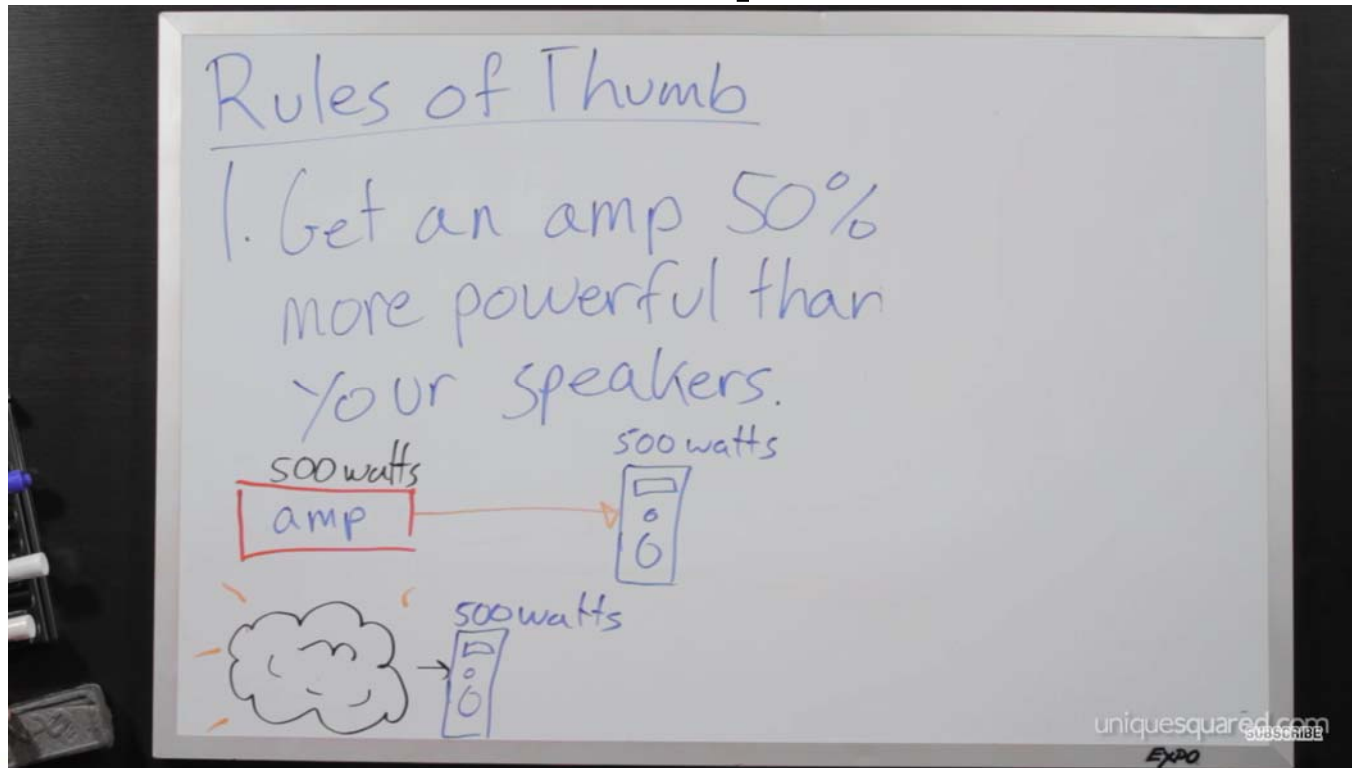 Rules of Thumb
1. Get an amp 50%
more powerful than
your speakers.
500 watts
500 watts
amp
500 watts
uniquesquared.com
SUBSCRIBE
EXPO